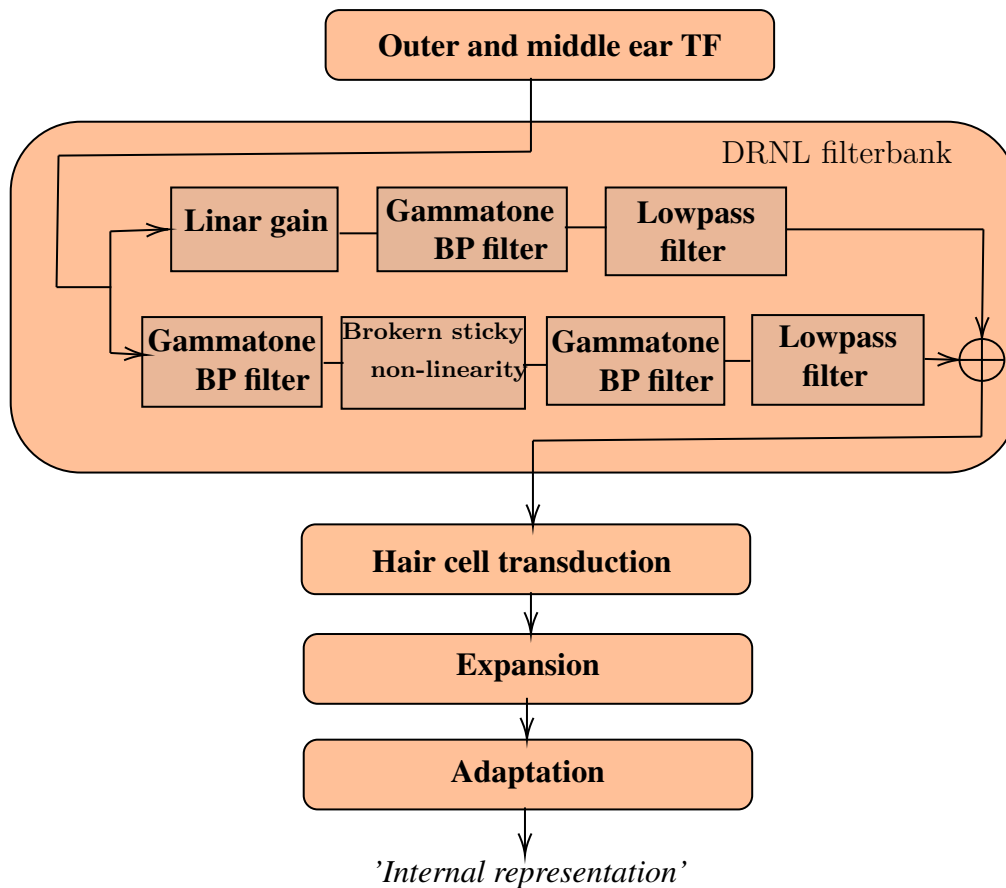 Outer and middle ear TF
DRNL filterbank
Linar gain
Gammatone
BP filter
Lowpass
filter
Gammatone
BP filter
Brokern sticky
non-linearity
Gammatone
BP filter
Lowpass
filter
Hair cell transduction
Expansion
Adaptation
’Internal representation’